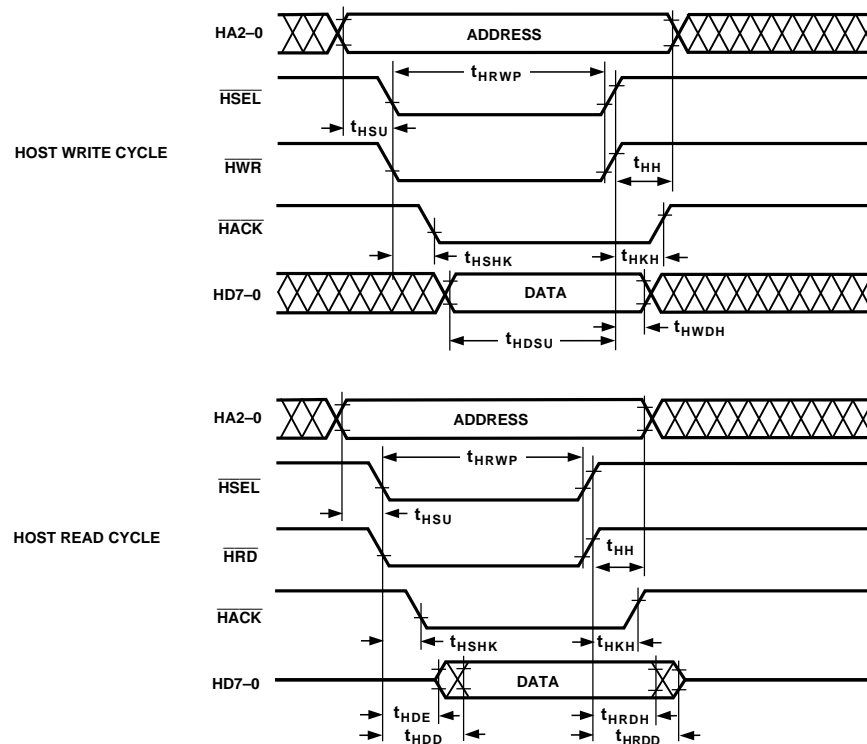 HA2–0
ADDRESS
tHRWP
HSEL
tHSU
HOST WRITE CYCLE
HWR
tHH
HACK
tHSHK
tHKH
HD7–0
DATA
tHWDH
tHDSU
HA2–0
ADDRESS
tHRWP
HSEL
tHSU
HOST READ CYCLE
HRD
tHH
HACK
tHSHK
tHKH
HD7–0
DATA
tHDE
tHRDH
tHDD
tHRDD